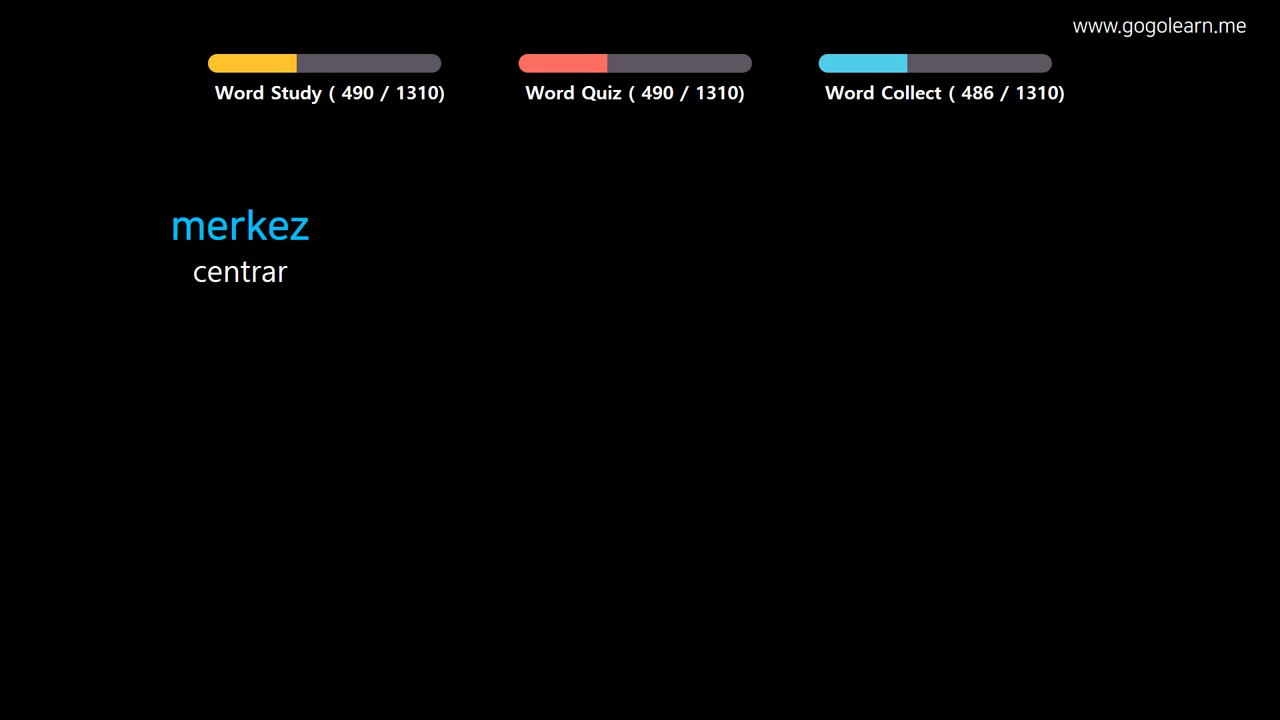 www.gogolearn.me
Word Study ( 490 / 1310)
Word Quiz ( 490 / 1310)
Word Collect ( 486 / 1310)
merkez
centrar